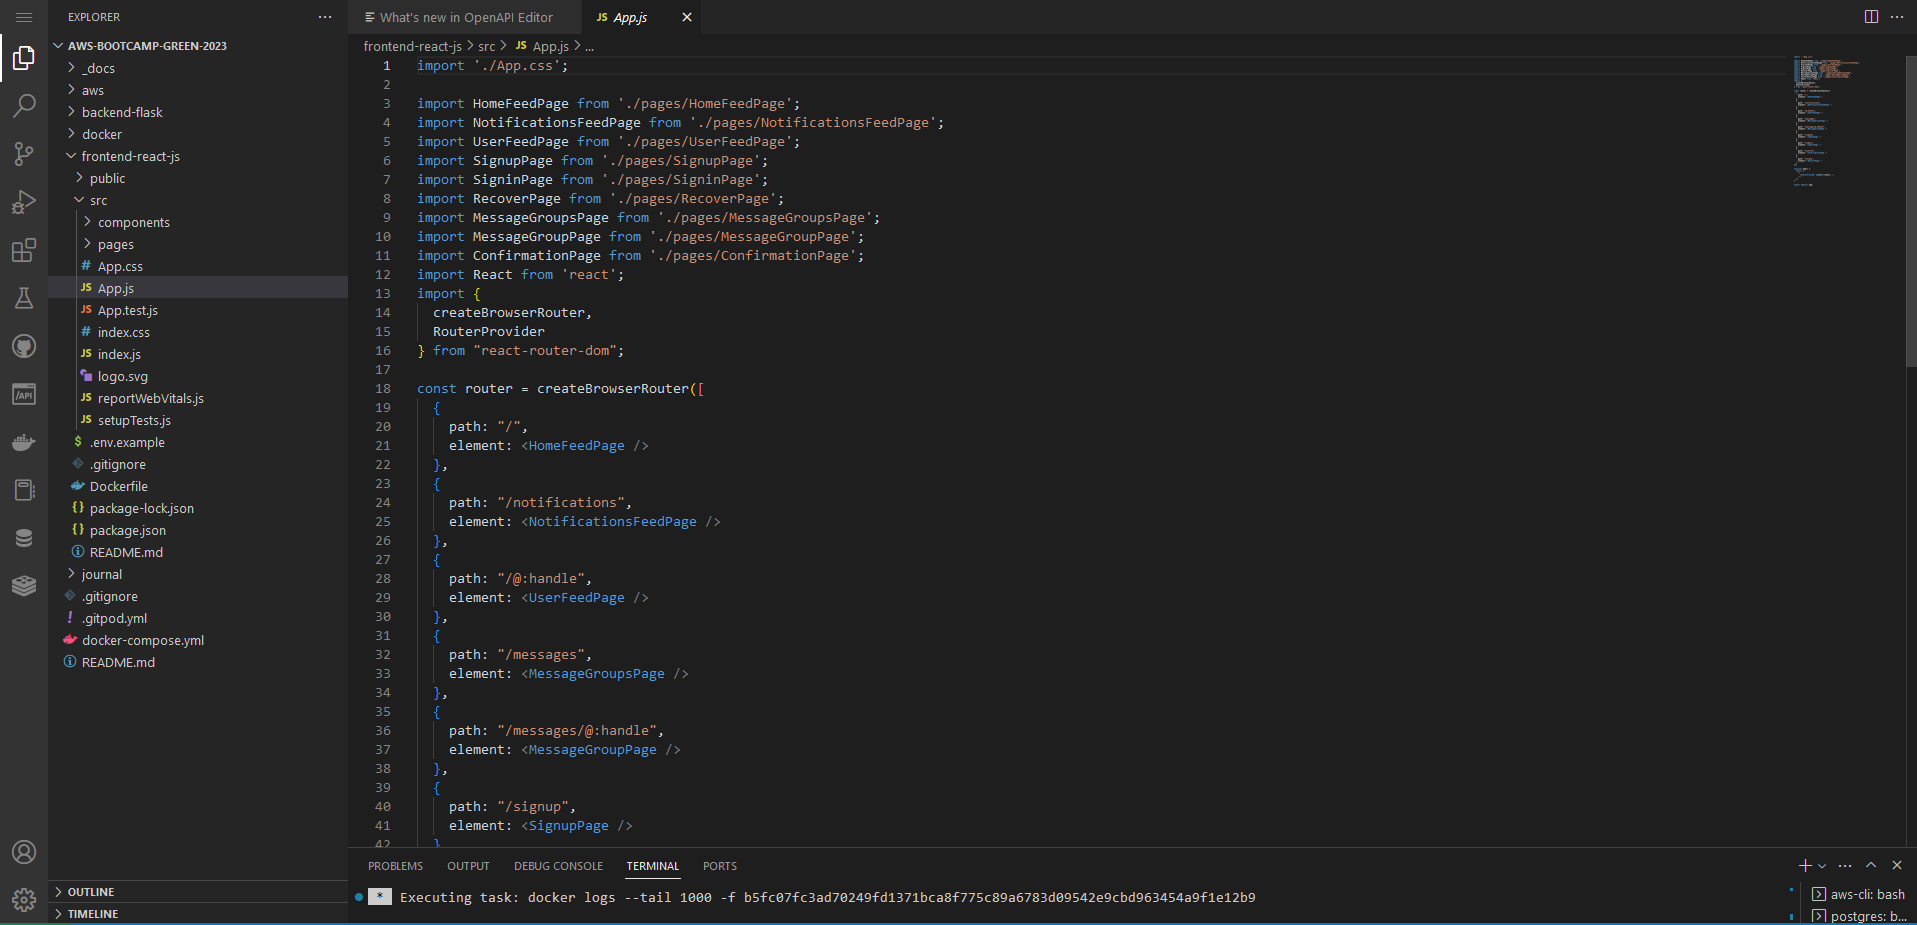 EXPLORER
AWS-BOOTCAMP-GREEN-2023
_docs
aws
backend-flask
docker
frontend-react-js
public
src
components
pages
# App.css
JS App.js
JS App.test.js
# index.css
JS index.js
logo.svg
JS reportWebVitals.js
JS setupTests.js
$ .env.example
.gitignore
Dockerfile
{} package-lock.json
{} package.json
README.md
journal
.gitignore
! .gitpod.yml
docker-compose.yml
README.md
OUTLINE
TIMELINE
/API
What's new in OpenAPI Editor
JS App.js
frontend-react-js > src > JS App.js > ...
1 import './App.css';
2
3 import HomeFeedPage from './pages/HomeFeedPage';
4 import NotificationsFeedPage from './pages/NotificationsFeedPage';
5 import UserFeedPage from './pages/UserFeedPage';
6 import SignupPage from './pages/SignupPage';
7 import SigninPage from './pages/SigninPage';
8 import RecoverPage from './pages/RecoverPage';
9 import MessageGroupsPage from './pages/MessageGroupsPage';
10 import MessageGroupPage from './pages/MessageGroupPage';
11 import ConfirmationPage from './pages/ConfirmationPage';
12 import React from 'react';
13 import {
14 createBrowserRouter,
15 RouterProvider
16 } from "react-router-dom";
17
18 const router = createBrowserRouter([
19 {
20 path: "/",
21 element: <HomeFeedPage />
22 },
23 {
24 path: "/notifications",
25 element: <NotificationsFeedPage />
26 },
27 {
28 path: "/@:handle",
29 element: <UserFeedPage />
30 },
31 {
32 path: "/messages",
33 element: <MessageGroupsPage />
34 },
35 {
36 path: "/messages/@:handle",
37 element: <MessageGroupPage />
38 },
39 {
40 path: "/signup",
41 element: <SignupPage />
42 }
PROBLEMS OUTPUT DEBUG CONSOLE TERMINAL PORTS
* Executing task: docker logs --tail 1000 -f b5fc07fc3ad70249fd1371bca8f775c89a6783d09542e9cbd963454a9f1e12b9
aws-cli: bash
postgres: b...